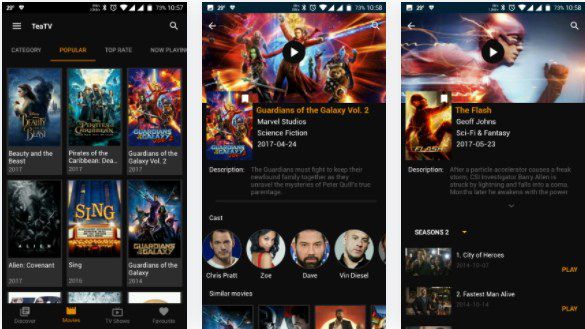 29° 73% 10:57
TeaTV
CATEGORY POPULAR TOP RATE NOW PLAYING
Beauty and the
Beast
2017
Pirates of the
Caribbean: Dea...
2017
Guardians of the
Galaxy Vol. 2
2017
ALIEN
SING
GUARDIANS
GALAXY
Alien: Covenant
2017
Sing
2016
Guardians of the
Galaxy
2014
Discover
Movies
TV Shows
Favourite
29° 73% 10:58
Guardians of the Galaxy Vol. 2
Marvel Studios
Science Fiction
2017-04-24
Description:
The Guardians must fight to keep their
newfound family together as they
unravel the mysteries of Peter Quill's true
parentage.
Cast
Chris Pratt
Zoe
Dave
Vin Diesel
Similar movies
29° 73% 10:58
The Flash
Geoff Johns
Sci-Fi & Fantasy
2017-05-23
FLASH
Description:
After a particle accelerator causes a freak
storm, CSI Investigator Barry Allen is
struck by lightning and falls into a coma.
Months later he awakens with the power
SEASONS 2
1. City of Heroes
2014-10-07
PLAY
2. Fastest Man Alive
2014-10-14
PLAY